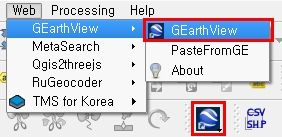 Web Processing Help
GEarthView
MetaSearch
Qgis2threejs
RuGeocoder
TMS for Korea
GEarthView
PasteFromGE
About
CSV
SHP